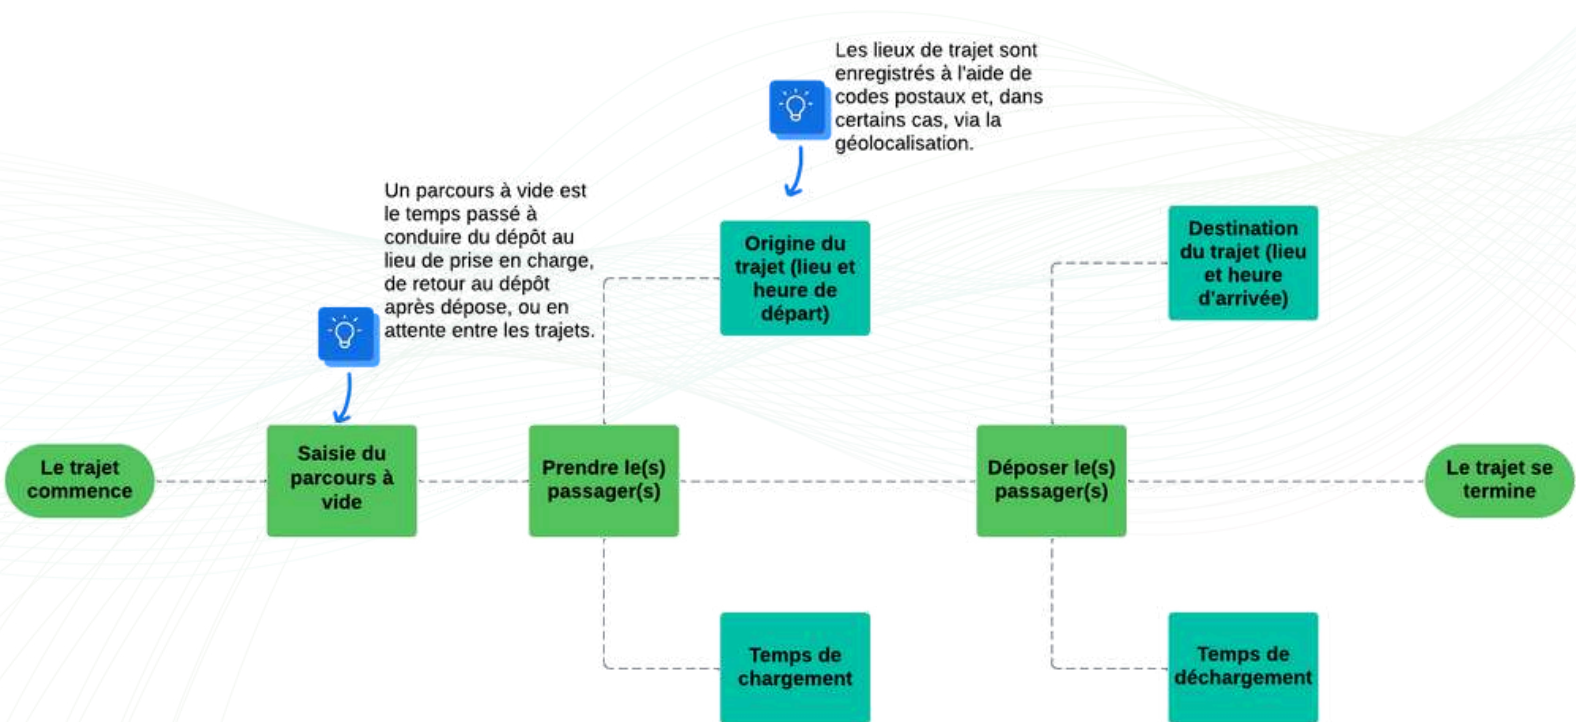 Les lieux de trajet sont
enregistrés à l'aide de
codes postaux et, dans
certains cas, via la
géolocalisation.
Un parcours à vide est
le temps passé à
conduire du dépôt au
lieu de prise en charge,
de retour au dépôt
après dépose, ou en
attente entre les trajets.
Origine du
trajet (lieu et
heure de
départ)
Destination
du trajet (lieu
et heure
d'arrivée)
Le trajet
commence
Saisie du
parcours à
vide
Prendre le(s)
passager(s)
Déposer le(s)
passager(s)
Le trajet se
termine
Temps de
chargement
Temps de
déchargement